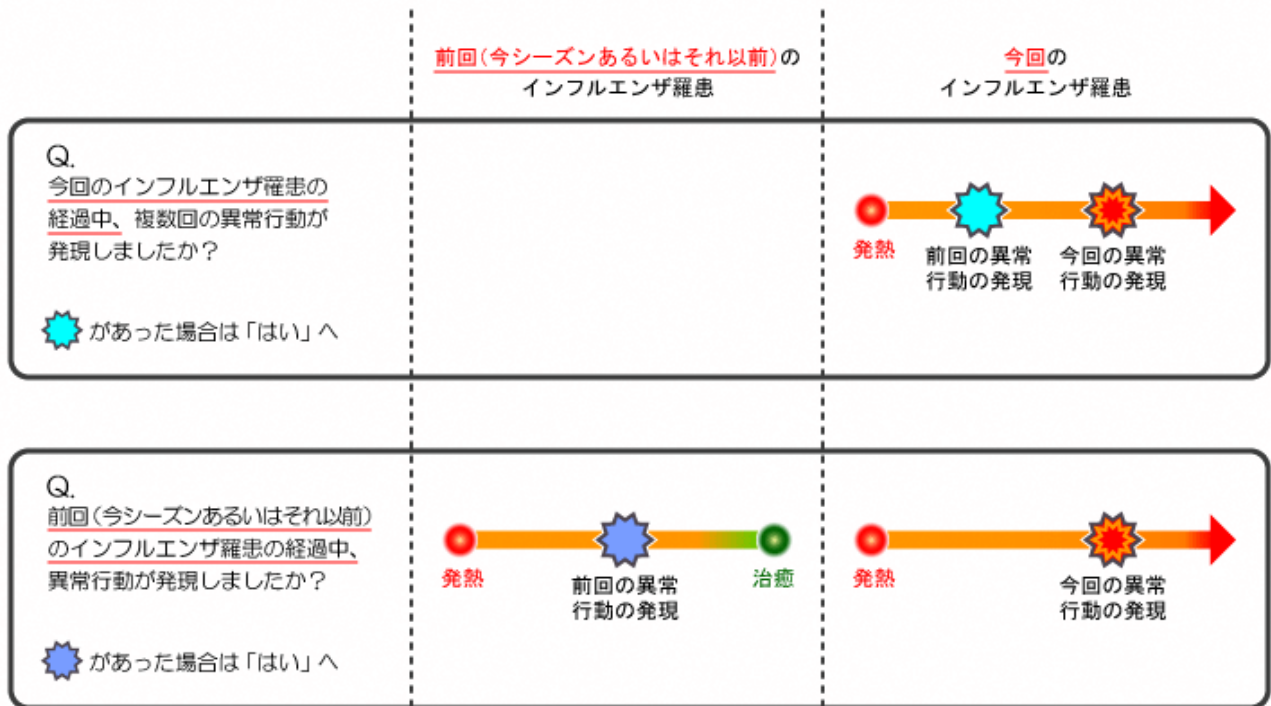 前回(今シーズンあるいはそれ以前)の
インフルエンザ羅患
今回の
インフルエンザ羅患
Q.
今回のインフルエンザ罹患の
経過中、複数回の異常行動が
発現しましたか？
があった場合は「はい」へ
発熱
前回の異常
行動の発現
今回の異常
行動の発現
Q.
前回(今シーズンあるいはそれ以前)
のインフルエンザ羅患の経過中、
異常行動が発現しましたか？
があった場合は「はい」へ
発熱
前回の異常
行動の発現
治癒
発熱
今回の異常
行動の発現